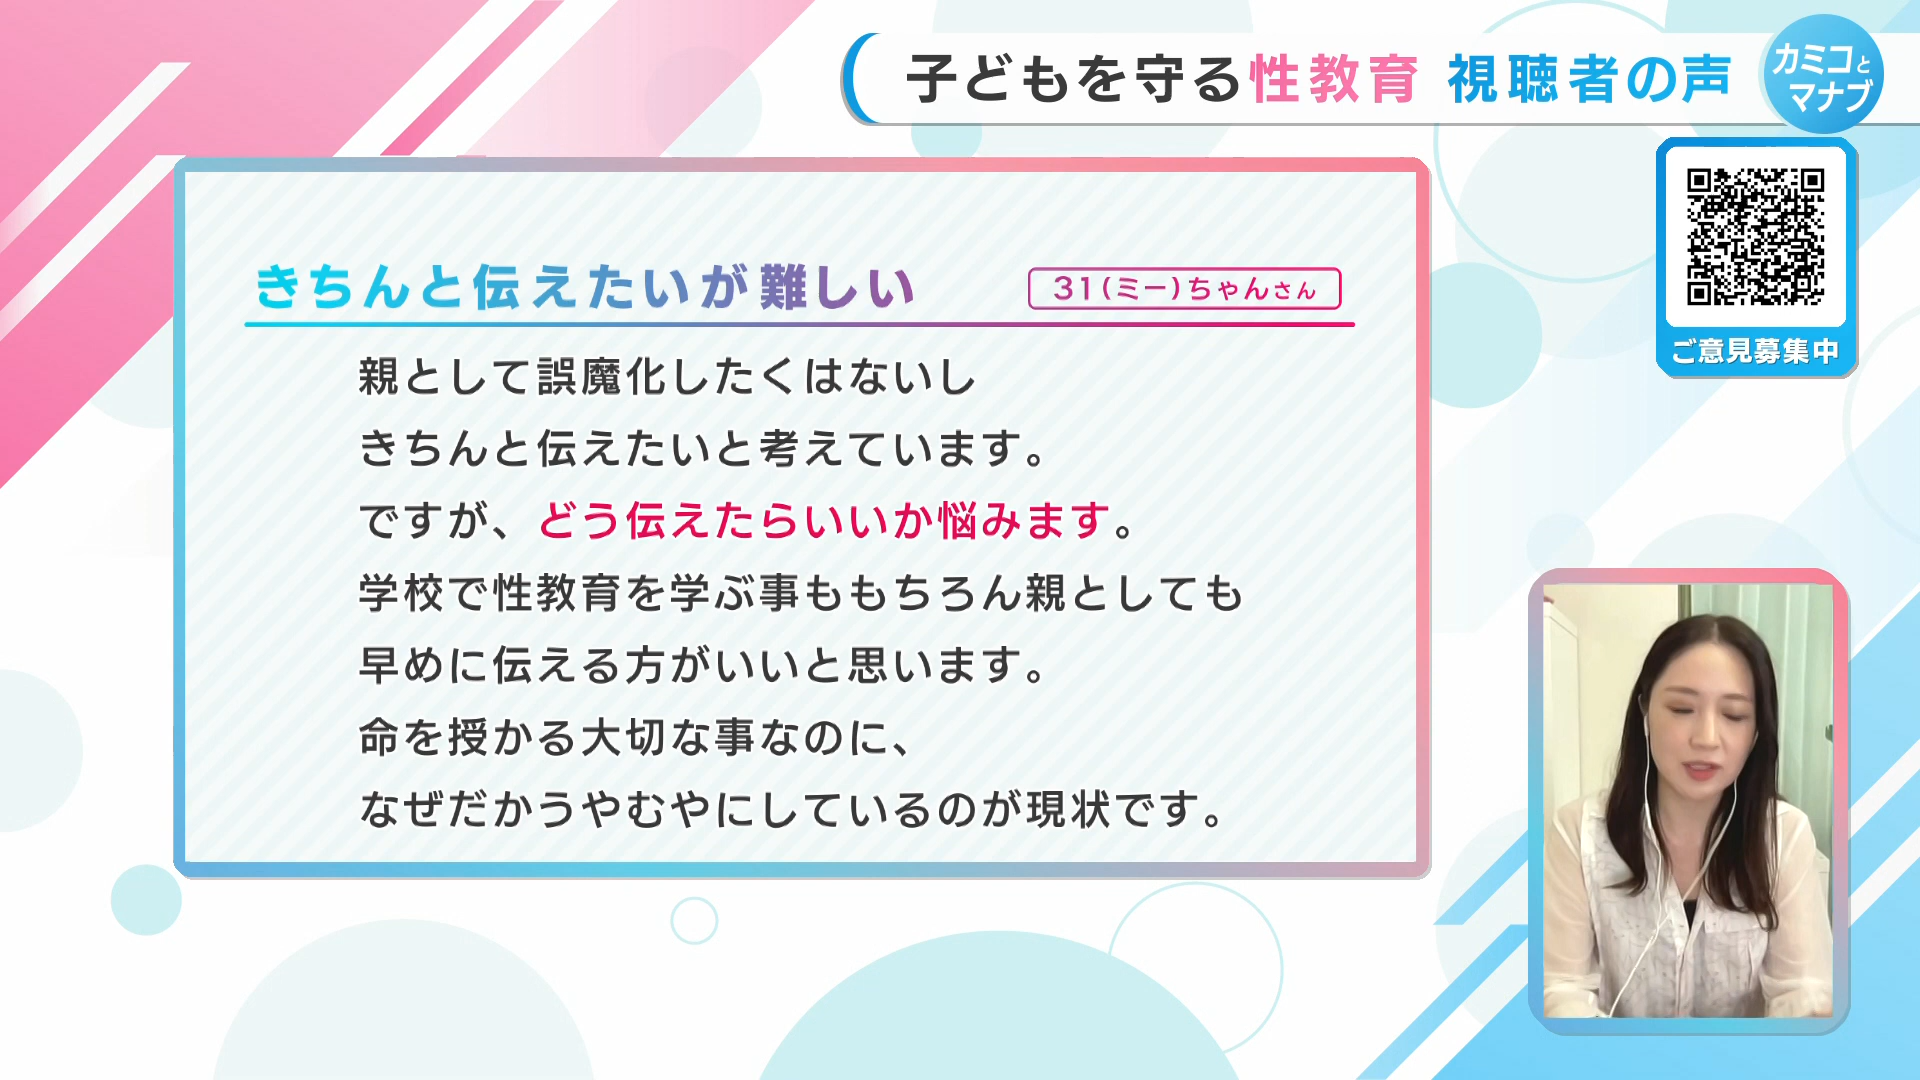 子どもを守る性教育 視聴者の声
カミコと
マナブ
ご意見募集中
きちんと伝えたいが難しい
31(ミー)ちゃんさん
親として誤魔化したくはないし
きちんと伝えたいと考えています。
ですが、どう伝えたらいいか悩みます。
学校で性教育を学ぶ事ももちろん親としても
早めに伝える方がいいと思います。
命を授かる大切な事なのに、
なぜだかうやむやにしているのが現状です。